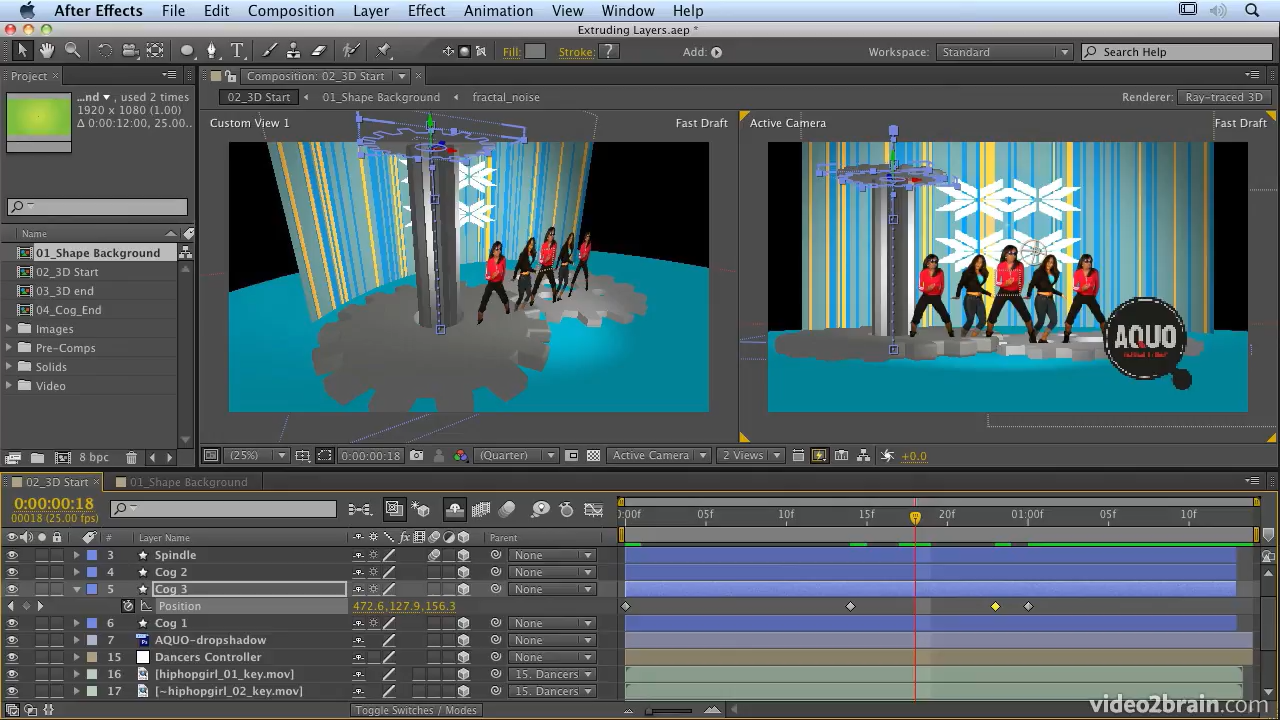 After Effects File Edit Composition Layer Effect Animation View Window Help
Extruding Layers.aep *
Fill: Stroke: ? Add: Workspace: Standard Search Help
Project Composition: 02_3D Start
...nd ▾, used 2 times
1920 x 1080 (1.00)
Δ 0:00:12:00, 25.00...
02_3D Start 01_Shape Background fractal_noise Renderer: Ray-traced 3D
Custom View 1 Fast Draft Active Camera Fast Draft
Name
01_Shape Background
02_3D Start
03_3D end
04_Cog_End
Images
Pre-Comps
Solids
Video
AQUO
8 bpc (25%) 0:00:00:18 (Quarter) Active Camera 2 Views +0.0
02_3D Start 01_Shape Background
0:00:00:18
00018 (25.00 fps)
0:00f 05f 10f 15f 20f 01:00f 05f 10f
# Layer Name fx Parent
3 Spindle None
4 Cog 2 None
5 Cog 3 None
Position 472.6,127.9,156.3
6 Cog 1 None
7 AQUO-dropshadow None
15 Dancers Controller None
16 [hiphopgirl_01_key.mov] 15. Dancers
17 [~hiphopgirl_02_key.mov] 15. Dancers
Toggle Switches / Modes
video2brain.com